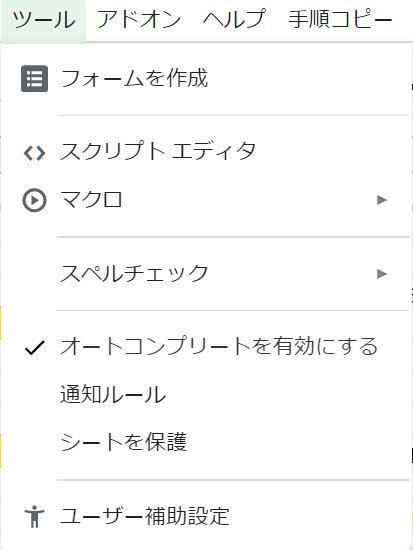 ツール アドオン ヘルプ 手順コピー
フォームを作成
スクリプト エディタ
マクロ
スペルチェック
オートコンプリートを有効にする
通知ルール
シートを保護
ユーザー補助設定